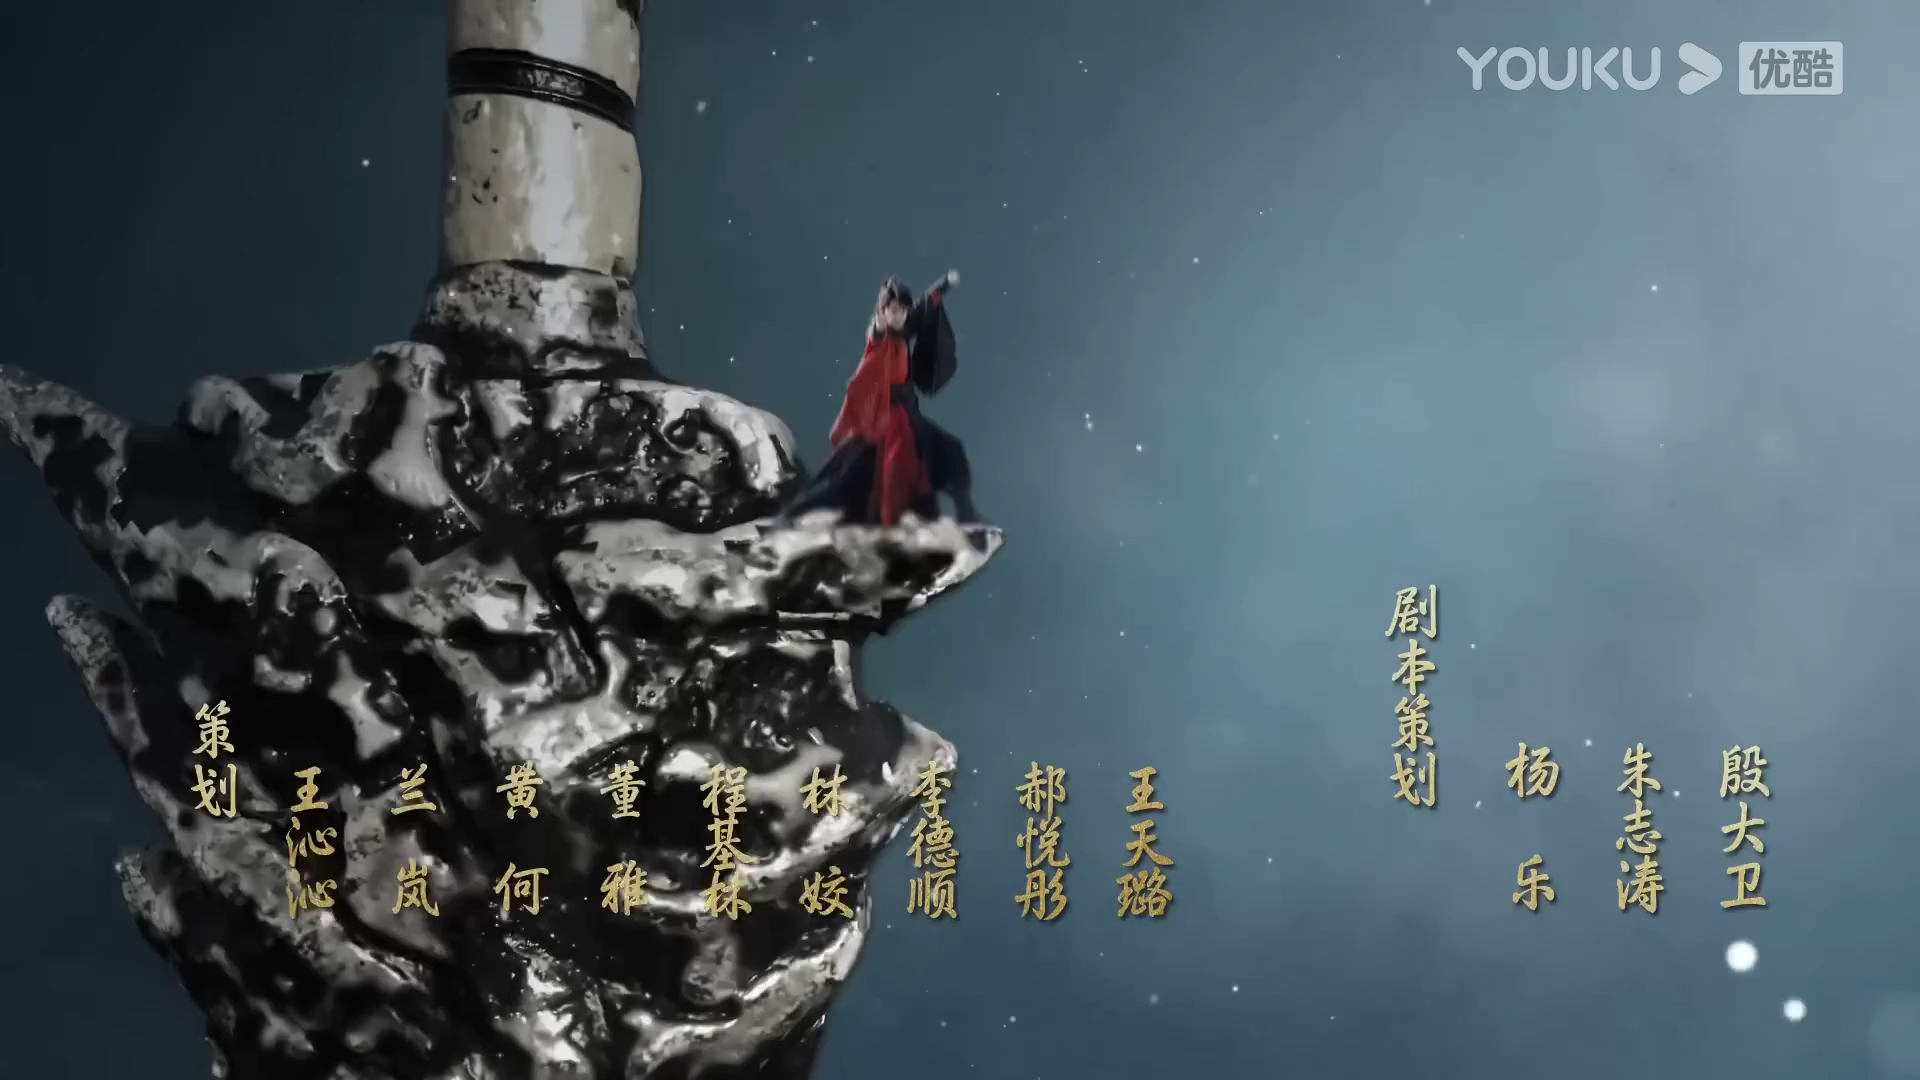 YOUKU 优酷
策划
王沁沁
兰岚
黄何
董雅
程基林
林姣
李德顺
郝悦彤
王天璐
剧本策划
杨乐
朱志涛
殷大卫